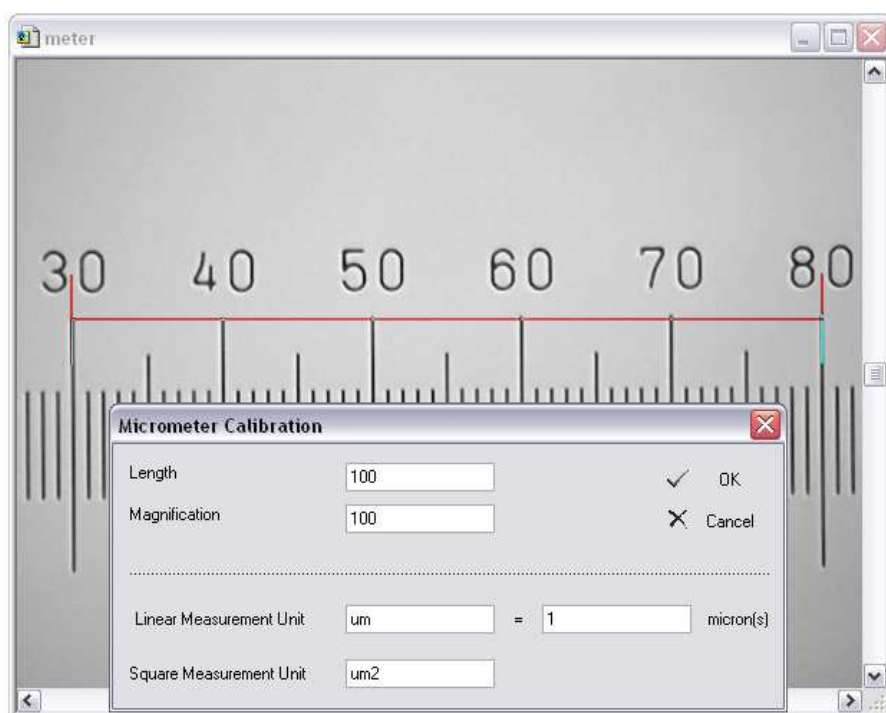 meter
30 40 50 60 70 80
Micrometer Calibration
Length 100 OK
Magnification 100 Cancel
Linear Measurement Unit um = 1 micron(s)
Square Measurement Unit um2